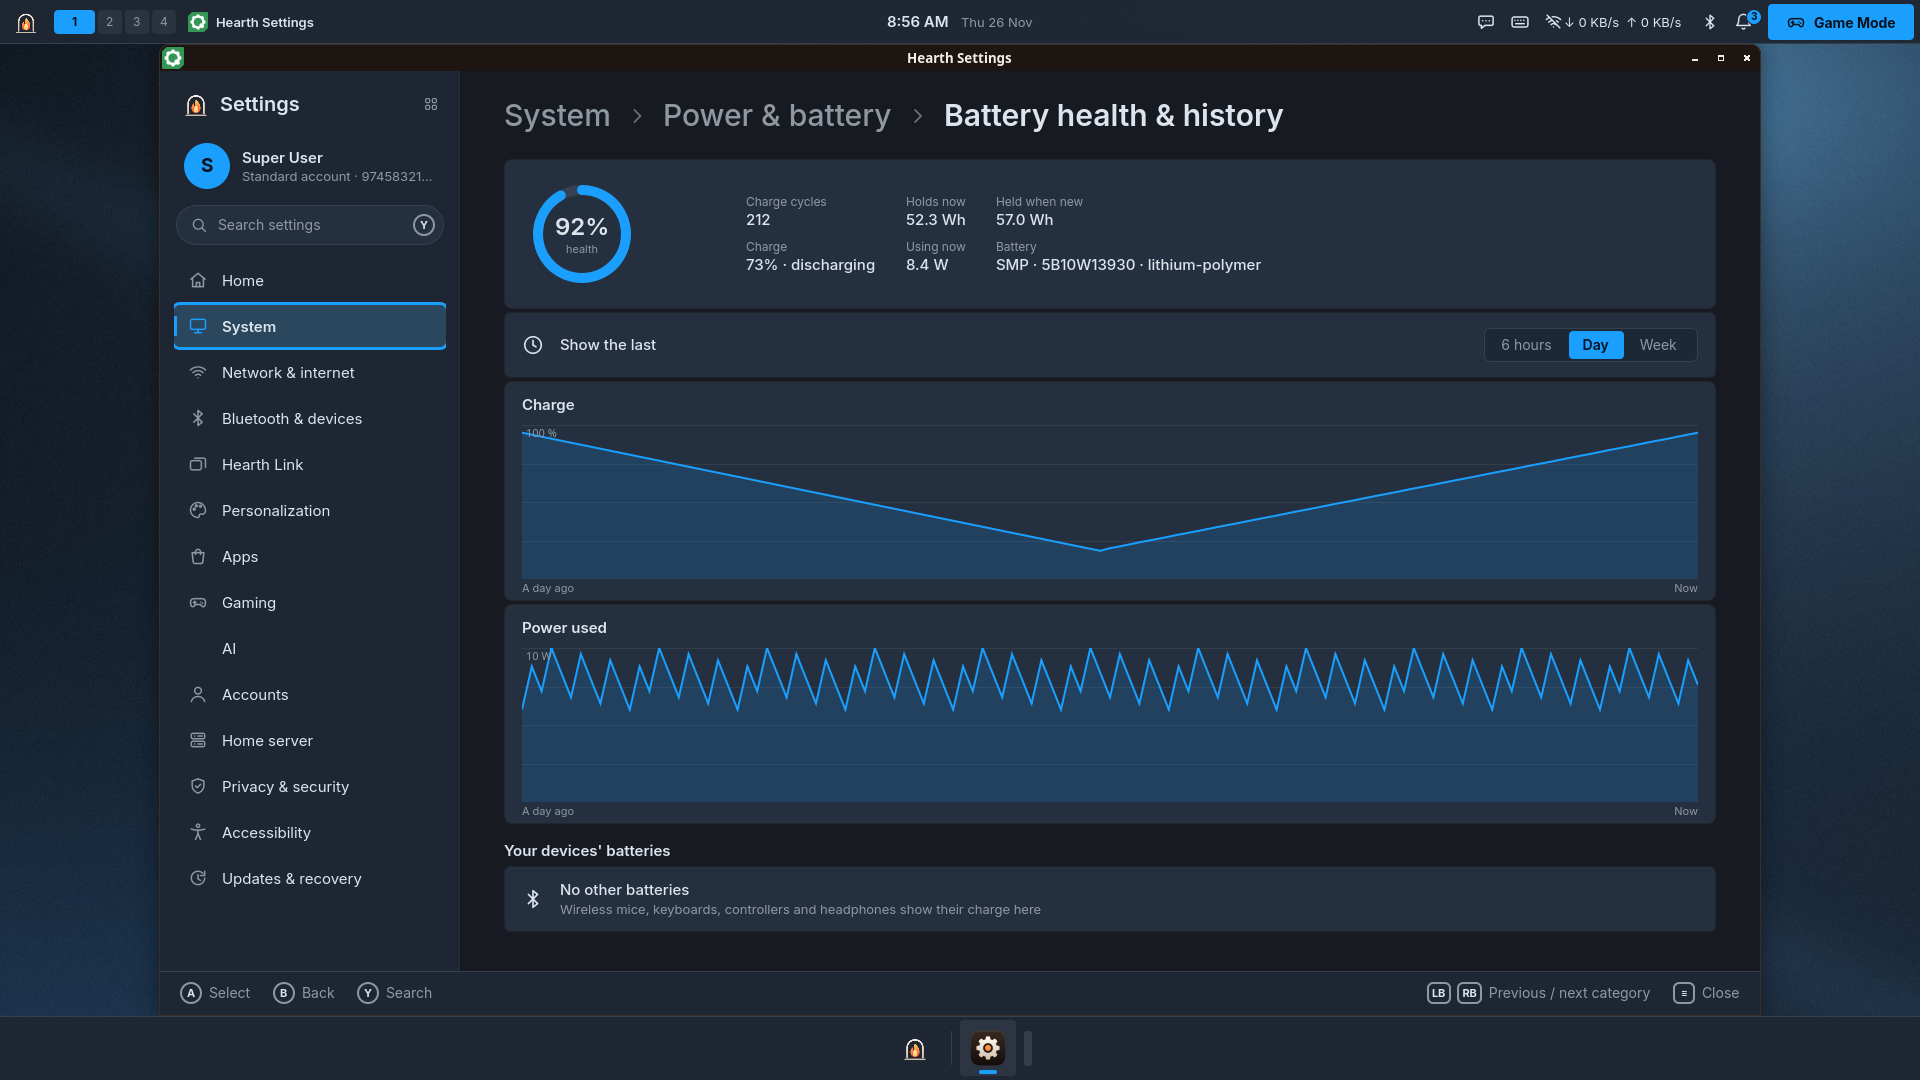 1 2 3 4 Hearth Settings
8:56 AM Thu 26 Nov
↓ 0 KB/s ↑ 0 KB/s
3
Game Mode
Hearth Settings
Settings
S
Super User
Standard account · 97458321...
Search settings Y
Home
System
Network & internet
Bluetooth & devices
Hearth Link
Personalization
Apps
Gaming
AI
Accounts
Home server
Privacy & security
Accessibility
Updates & recovery
System > Power & battery > Battery health & history
92%
health
Charge cycles
212
Holds now
52.3 Wh
Held when new
57.0 Wh
Charge
73% · discharging
Using now
8.4 W
Battery
SMP · 5B10W13930 · lithium-polymer
Show the last
6 hours Day Week
Charge
100 %
A day ago Now
Power used
10 W
A day ago Now
Your devices' batteries
No other batteries
Wireless mice, keyboards, controllers and headphones show their charge here
A Select B Back Y Search
LB RB Previous / next category ≡ Close